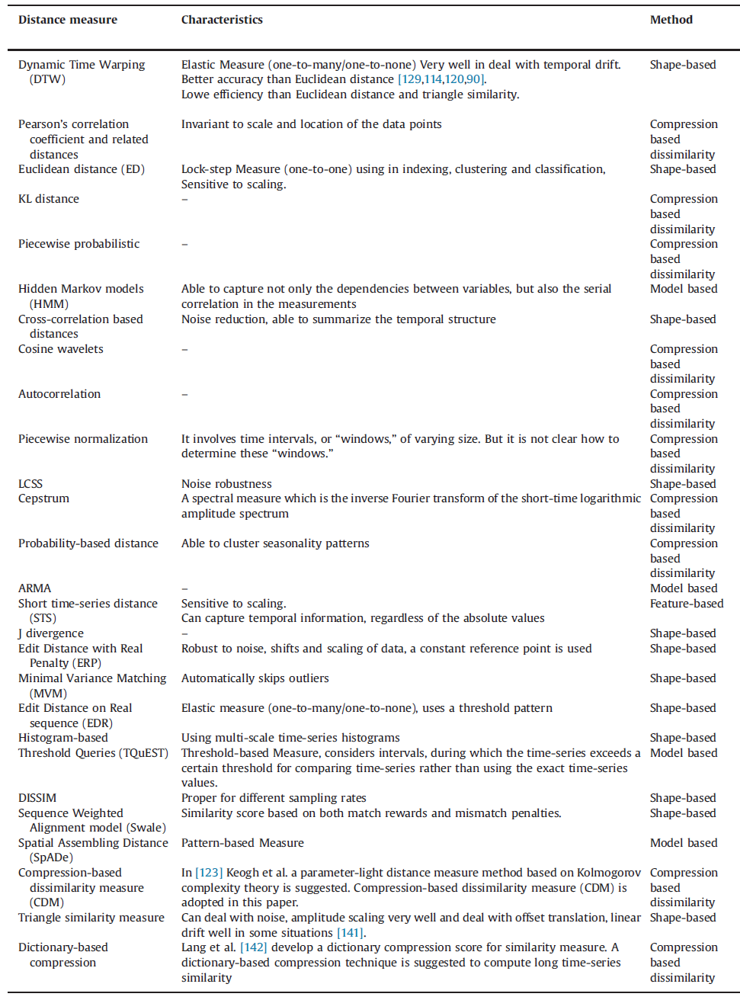 Distance measure Characteristics Method
Dynamic Time Warping Elastic Measure (one-to-many/one-to-none) Very well in deal with temporal drift. Shape-based
(DTW) Better accuracy than Euclidean distance [129,114,120,90].
Lowe efficiency than Euclidean distance and triangle similarity.
Pearson's correlation Invariant to scale and location of the data points Compression
coefficient and related based
distances dissimilarity
Euclidean distance (ED) Lock-step Measure (one-to-one) using in indexing, clustering and classification, Shape-based
Sensitive to scaling.
KL distance – Compression
based
dissimilarity
Piecewise probabilistic – Compression
based
dissimilarity
Hidden Markov models Able to capture not only the dependencies between variables, but also the serial Model based
(HMM) correlation in the measurements
Cross-correlation based Noise reduction, able to summarize the temporal structure Shape-based
distances
Cosine wavelets – Compression
based
dissimilarity
Autocorrelation – Compression
based
dissimilarity
Piecewise normalization It involves time intervals, or “windows,” of varying size. But it is not clear how to Compression
determine these “windows.” based
dissimilarity
LCSS Noise robustness Shape-based
Cepstrum A spectral measure which is the inverse Fourier transform of the short-time logarithmic Compression
amplitude spectrum based
dissimilarity
Probability-based distance Able to cluster seasonality patterns Compression
based
dissimilarity
ARMA – Model based
Short time-series distance Sensitive to scaling. Feature-based
(STS) Can capture temporal information, regardless of the absolute values
J divergence – Shape-based
Edit Distance with Real Robust to noise, shifts and scaling of data, a constant reference point is used Shape-based
Penalty (ERP)
Minimal Variance Matching Automatically skips outliers Shape-based
(MVM)
Edit Distance on Real Elastic measure (one-to-many/one-to-none), uses a threshold pattern Shape-based
sequence (EDR)
Histogram-based Using multi-scale time-series histograms Shape-based
Threshold Queries (TQuEST) Threshold-based Measure, considers intervals, during which the time-series exceeds a Model based
certain threshold for comparing time-series rather than using the exact time-series
values.
DISSIM Proper for different sampling rates Shape-based
Sequence Weighted Similarity score based on both match rewards and mismatch penalties. Shape-based
Alignment model (Swale)
Spatial Assembling Distance Pattern-based Measure Model based
(SpADe)
Compression-based In [123] Keogh et al. a parameter-light distance measure method based on Kolmogorov Compression
dissimilarity measure complexity theory is suggested. Compression-based dissimilarity measure (CDM) is based
(CDM) adopted in this paper. dissimilarity
Triangle similarity measure Can deal with noise, amplitude scaling very well and deal with offset translation, linear Shape-based
drift well in some situations [141].
Dictionary-based Lang et al. [142] develop a dictionary compression score for similarity measure. A Compression
compression dictionary-based compression technique is suggested to compute long time-series based
similarity dissimilarity